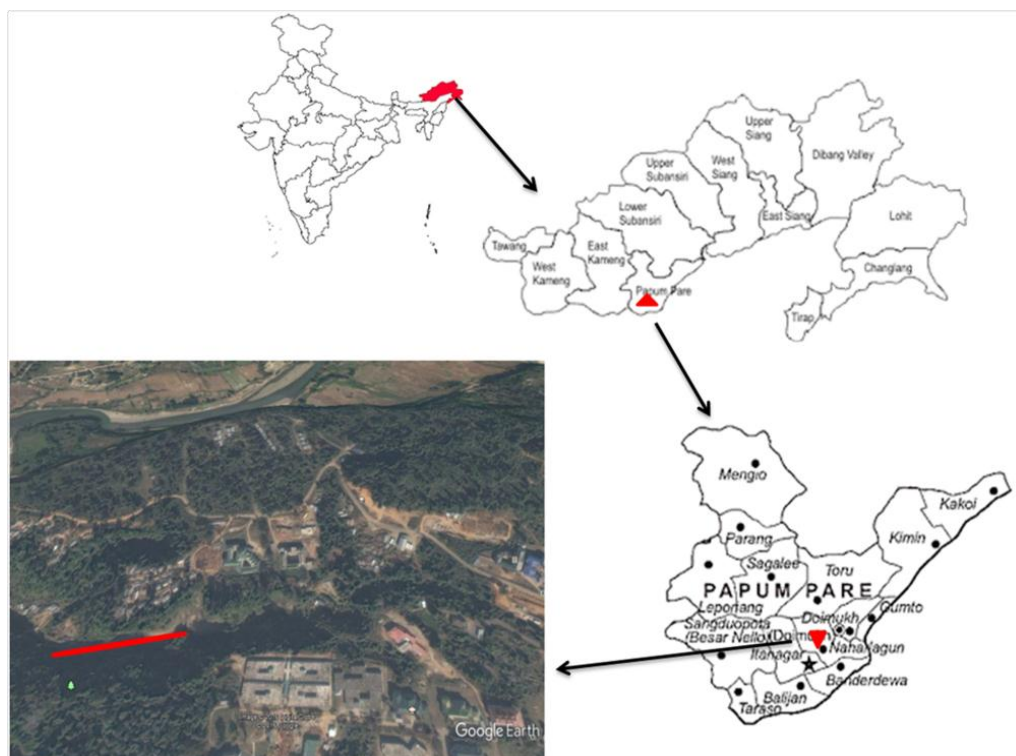 Upper
Siang
Dibang Valley
Upper
Subansiri
West
Siang
Lower
Subansiri
East Siang
Lohit
Tawang
East
Kameng
West
Kameng
Changlang
Papum Pare
Tirap
Mengio
Kakoi
Kimin
Parang
Sagalee
Toru
PAPUM PARE
Leporiang
Gumto
Sangdupota
Doimukh
(Besar Nello)
Itanagar
Naharlagun
Banderdewa
Balijan
Taraso
Google Earth